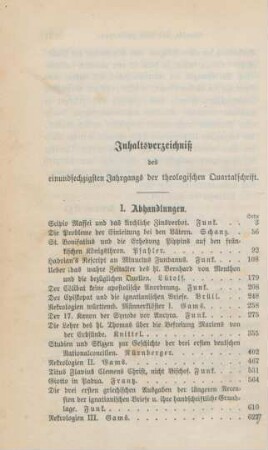 Inhaltsverzeichniß
des
einundsechzigsten Jahrgangs der theologischen Quartalschrift.
I. Abhandlungen.
Seite
Scipio Maffei und das kirchliche Zinsverbot. Funk. 3
Die Probleme der Einleitung bei den Vätern. Schanz. 56
St. Bonifatius und die Erhebung Pippins auf den frän-
kischen Königsthron. Pfahler. 92
Hadrian's Rescript an Minucius Fundanus. Funk. 108
Ueber das wahre Zeitalter des hl. Bernhard von Menthon
und die bezüglichen Quellen. Lütolf. 179
Der Cölibat keine apostolische Anordnung. Funk. 208
Der Episkopat und die ignatianischen Briefe. Brüll. 248
Nekrologien mittelrhein. Männerklöster I. Gams. 258
Der 17. Kanon der Synode von Ancyra. Funk. 275
Die Lehre des hl. Thomas über die Befreiung Mariens von
der Erbsünde. Knittel. 355
Studien und Skizzen zur Geschichte der drei ersten deutschen
Nationalconcilien. Nürnberger. 402
Nekrologien II. Gams.
Titus Flavius Clemens Christ, nicht Bischof. Funk. 531
Giotto in Padua. Frantz. 564
Die drei ersten griechischen Ausgaben der längeren Recen-
sion der ignatianischen Briefe u. ihre handschriftliche Grund-
lage. Funk. 610
Nekrologien III. Gams. 627